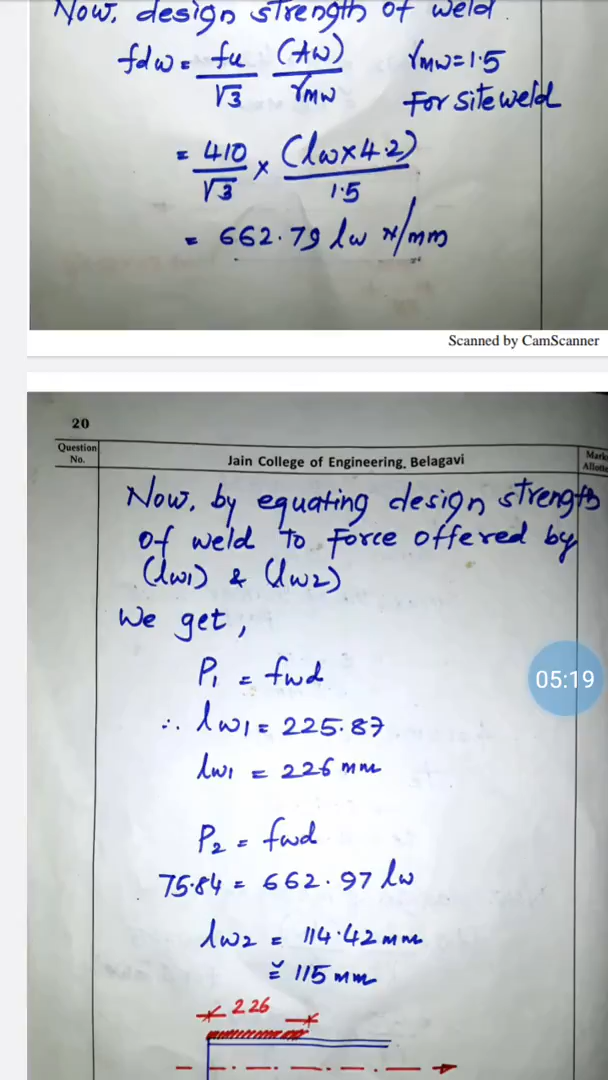 Now, design strength of weld.
fdw = fu/√3 (Aw)/γmw γmw=1.5
For site weld
= 410/√3 × (lw×4.2)/1.5
= 662.79 lw N/mm
Scanned by CamScanner
20
Question No.
Jain College of Engineering, Belagavi
Now, by equating design strength
of weld to force offered by
(lw1) & (lw2)
We get,
P1 = fwd
05:19
∴ lw1 = 225.87
lw1 = 226 mm
P2 = fwd
75.84 = 662.97 lw
lw2 = 114.42 mm
≅ 115 mm
226